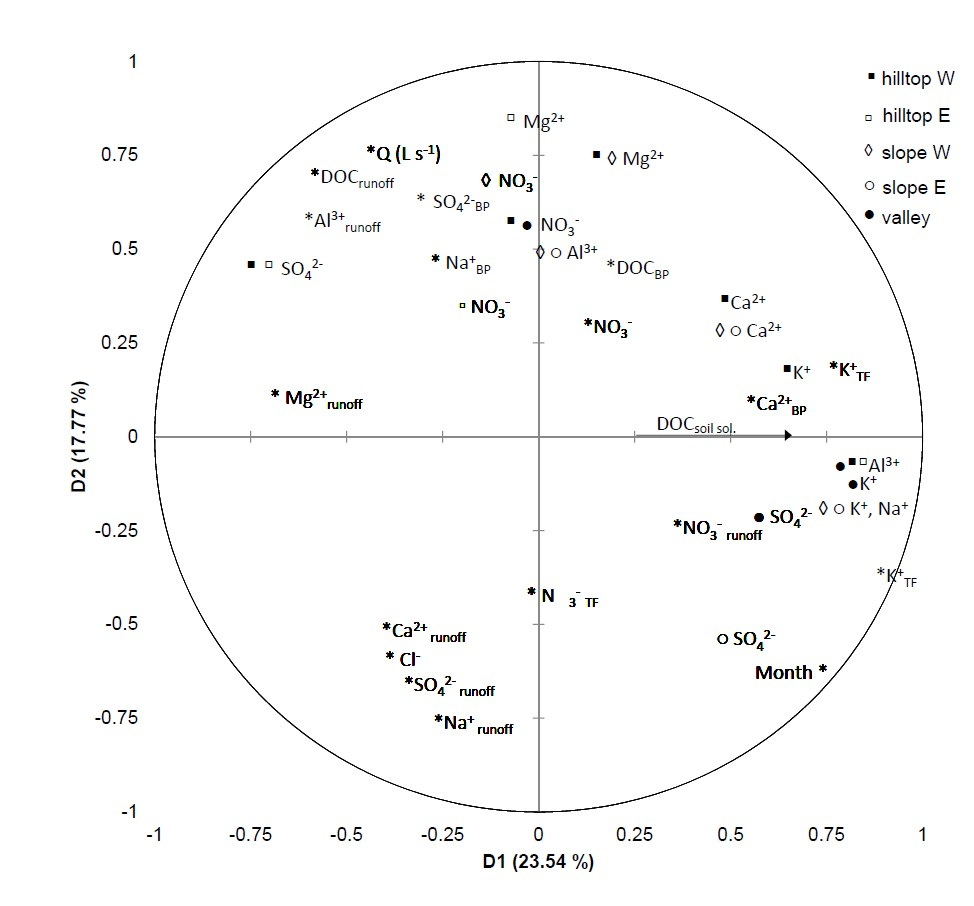 1
hilltop W
Mg²⁺
hilltop E
0.75
*Q (L s⁻¹)
Mg²⁺
slope W
*DOCrunoff
NO₃⁻
slope E
* SO₄²⁻BP
valley
*Al³⁺runoff
NO₃⁻
0.5
Al³⁺
* Na⁺BP
*DOCBP
SO₄²⁻
NO₃⁻
Ca²⁺
*NO₃⁻
Ca²⁺
0.25
K⁺
*K⁺TF
* Mg²⁺runoff
*Ca²⁺BP
DOCsoil sol.
0
Al³⁺
K⁺
K⁺, Na⁺
SO₄²⁻
-0.25
*NO₃⁻ runoff
*K⁺TF
* N 3⁻ TF
-0.5
*Ca²⁺ runoff
SO₄²⁻
* Cl⁻
Month *
*SO₄²⁻ runoff
-0.75
*Na⁺ runoff
-1
-1 -0.75 -0.5 -0.25 0 0.25 0.5 0.75 1
D1 (23.54 %)
D2 (17.77 %)